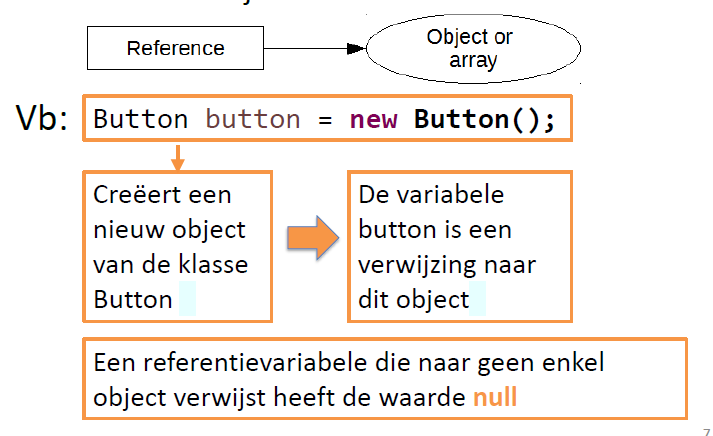 Reference
Object or
array
Vb:
Button button = new Button();
Creëert een
nieuw object
van de klasse
Button
De variabele
button is een
verwijzing naar
dit object
Een referentievariabele die naar geen enkel
object verwijst heeft de waarde null